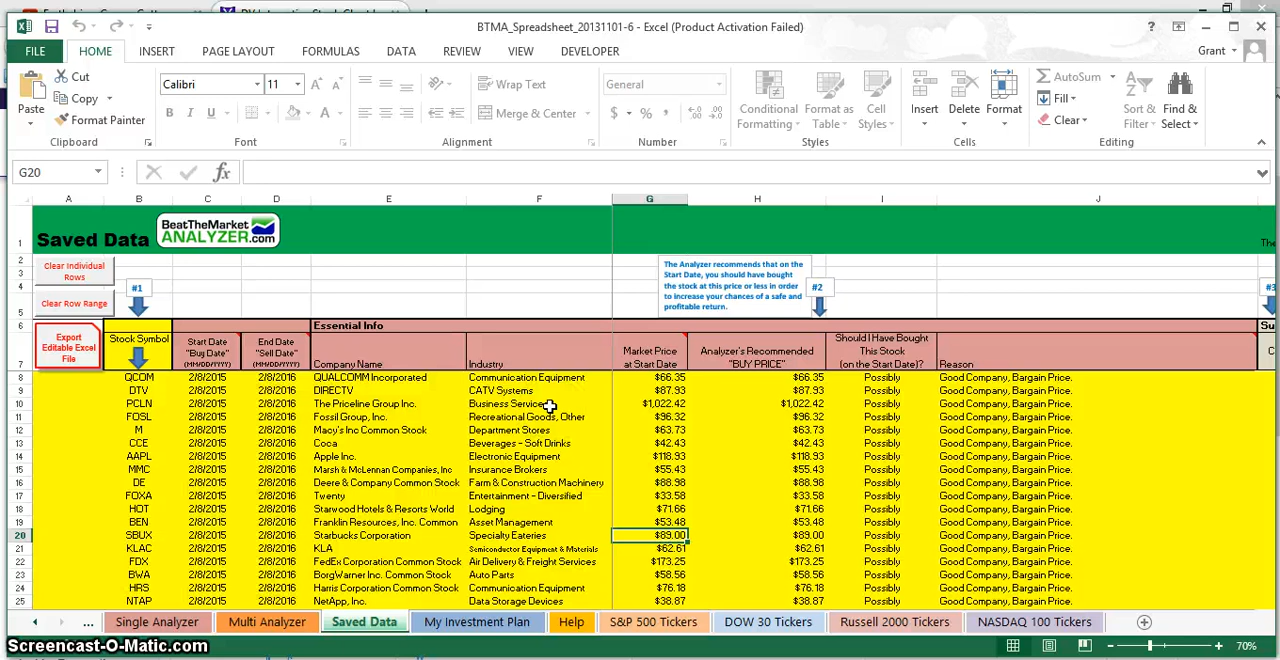 BTMA_Spreadsheet_20131101-6 - Excel (Product Activation Failed)
FILE HOME INSERT PAGE LAYOUT FORMULAS DATA REVIEW VIEW DEVELOPER Grant
Paste Cut Copy Format Painter
Calibri 11
B I U A
Wrap Text
Merge & Center
General
$ %
Conditional Formatting Format as Table Cell Styles
Insert Delete Format
AutoSum Fill Clear
Sort & Filter Find & Select
Clipboard Font Alignment Number Styles Cells Editing
G20 fx
A B C D E F G H I J
1 Saved Data BeatTheMarket ANALYZER.com
2 Clear Individual Rows
3
4
5 Clear Row Range
#1
The Analyzer recommends that on the
Start Date, you should have bought
the stock at this price or less in order
to increase your chances of a safe and
profitable return.
#2
#3
6 Essential Info
7 Export Editable Excel File
Stock Symbol
Start Date "Buy Date" (MM/DD/YYYY)
End Date "Sell Date" (MM/DD/YYYY)
Company Name
Industry
Market Price at Start Date
Analyzer's Recommended "BUY PRICE"
Should I Have Bought This Stock (on the Start Date)?
Reason
8 QCOM 2/8/2015 2/8/2016 QUALCOMM Incorporated Communication Equipment $66.35 $66.35 Possibly Good Company, Bargain Price.
9 DTV 2/8/2015 2/8/2016 DIRECTV CATV Systems $87.93 $87.93 Possibly Good Company, Bargain Price.
10 PCLN 2/8/2015 2/8/2016 The Priceline Group Inc. Business Service $1,022.42 $1,022.42 Possibly Good Company, Bargain Price.
11 FOSL 2/8/2015 2/8/2016 Fossil Group, Inc. Recreational Goods, Other $96.32 $96.32 Possibly Good Company, Bargain Price.
12 M 2/8/2015 2/8/2016 Macy's Inc Common Stock Department Stores $63.73 $63.73 Possibly Good Company, Bargain Price.
13 CCE 2/8/2015 2/8/2016 Coca Beverages - Soft Drinks $42.43 $42.43 Possibly Good Company, Bargain Price.
14 AAPL 2/8/2015 2/8/2016 Apple Inc. Electronic Equipment $118.93 $118.93 Possibly Good Company, Bargain Price.
15 MMC 2/8/2015 2/8/2016 Marsh & McLennan Companies, Inc Insurance Brokers $55.43 $55.43 Possibly Good Company, Bargain Price.
16 DE 2/8/2015 2/8/2016 Deere & Company Common Stock Farm & Construction Machinery $88.98 $88.98 Possibly Good Company, Bargain Price.
17 FOXA 2/8/2015 2/8/2016 Twenty Entertainment - Diversified $33.58 $33.58 Possibly Good Company, Bargain Price.
18 HOT 2/8/2015 2/8/2016 Starwood Hotels & Resorts World Lodging $71.66 $71.66 Possibly Good Company, Bargain Price.
19 BEN 2/8/2015 2/8/2016 Franklin Resources, Inc. Common Asset Management $53.48 $53.48 Possibly Good Company, Bargain Price.
20 SBUX 2/8/2015 2/8/2016 Starbucks Corporation Specialty Eateries $89.00 $89.00 Possibly Good Company, Bargain Price.
21 KLAC 2/8/2015 2/8/2016 KLA Semiconductor Equipment & Materials $62.61 $62.61 Possibly Good Company, Bargain Price.
22 FDX 2/8/2015 2/8/2016 FedEx Corporation Common Stock Air Delivery & Freight Services $173.25 $173.25 Possibly Good Company, Bargain Price.
23 BWA 2/8/2015 2/8/2016 BorgWarner Inc. Common Stock Auto Parts $58.56 $58.56 Possibly Good Company, Bargain Price.
24 HRS 2/8/2015 2/8/2016 Harris Corporation Common Stock Communication Equipment $76.18 $76.18 Possibly Good Company, Bargain Price.
25 NTAP 2/8/2015 2/8/2016 NetApp, Inc. Data Storage Devices $38.87 $38.87 Possibly Good Company, Bargain Price.
... Single Analyzer Multi Analyzer Saved Data My Investment Plan Help S&P 500 Tickers DOW 30 Tickers Russell 2000 Tickers NASDAQ 100 Tickers
Screencast-O-Matic.com 70%